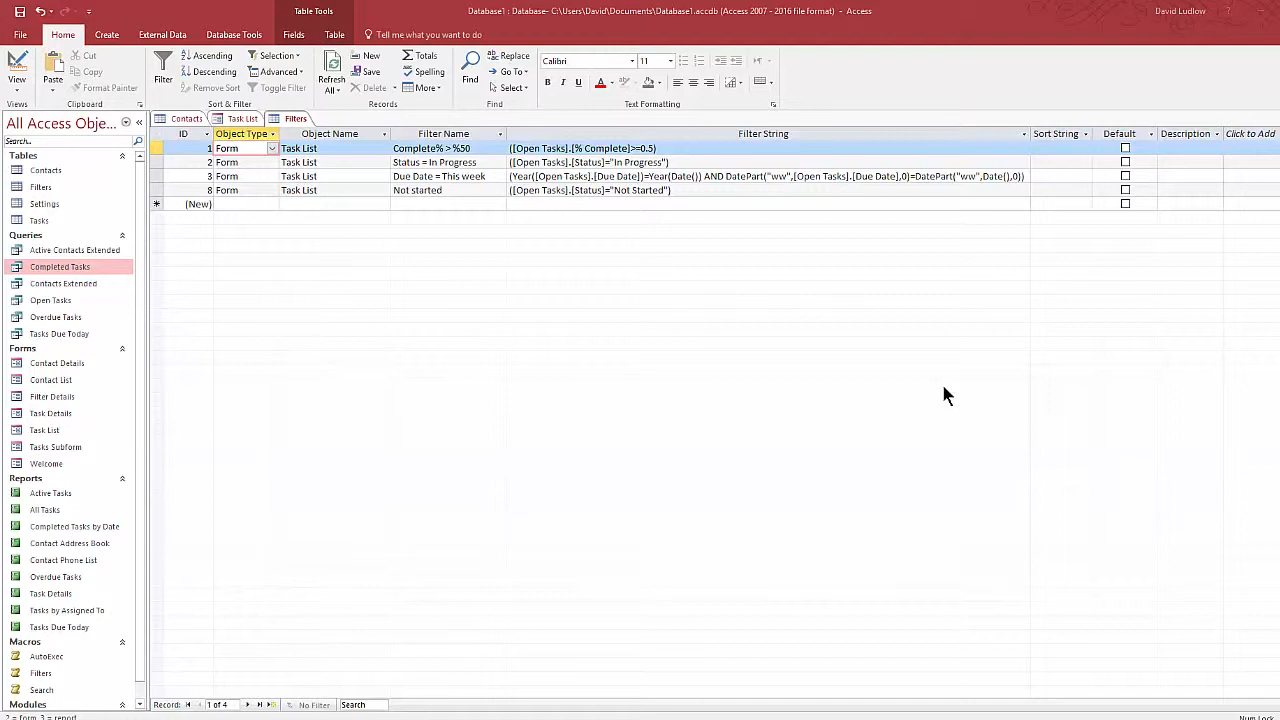 Table Tools
Database1 : Database- C:\Users\David\Documents\Database1.accdb (Access 2007 - 2016 file format) - Access
David Ludlow
?
File
Home
Create
External Data
Database Tools
Fields
Table
Tell me what you want to do
View
Views
Paste
Cut
Copy
Format Painter
Clipboard
Filter
Ascending
Descending
Remove Sort
Selection
Advanced
Toggle Filter
Sort & Filter
Refresh
All
New
Save
Delete
Totals
Spelling
More
Records
Find
Replace
Go To
Select
Find
Calibri
11
B I U A
Text Formatting
All Access Obje...
Search...
Tables
Contacts
Filters
Settings
Tasks
Queries
Active Contacts Extended
Completed Tasks
Contacts Extended
Open Tasks
Overdue Tasks
Tasks Due Today
Forms
Contact Details
Contact List
Filter Details
Task Details
Task List
Tasks Subform
Welcome
Reports
Active Tasks
All Tasks
Completed Tasks by Date
Contact Address Book
Contact Phone List
Overdue Tasks
Task Details
Tasks by Assigned To
Tasks Due Today
Macros
AutoExec
Filters
Search
Modules
Contacts
Task List
Filters
ID Object Type Object Name Filter Name Filter String Sort String Default Description Click to Add
1 Form Task List Complete% > %50 ([Open Tasks].[% Complete]>=0.5)
2 Form Task List Status = In Progress ([Open Tasks].[Status]="In Progress")
3 Form Task List Due Date = This week (Year([Open Tasks].[Due Date])=Year(Date()) AND DatePart("ww",[Open Tasks].[Due Date],0)=DatePart("ww",Date(),0))
8 Form Task List Not started ([Open Tasks].[Status]="Not Started")
(New)
Record: 1 of 4 No Filter Search
2 = form, 3 = report
Num Lock